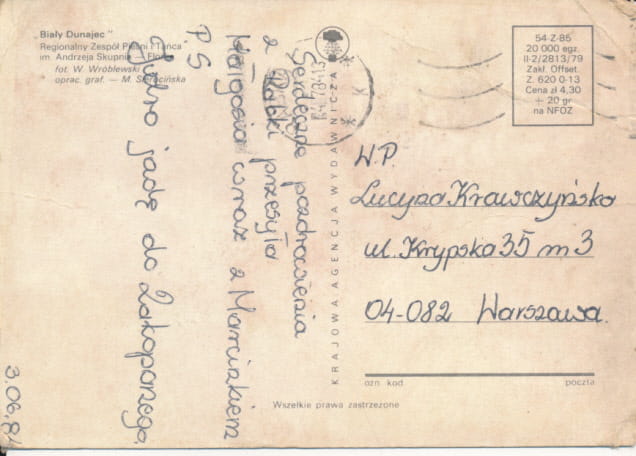 „Biały Dunajec"
Regionalny Zespół Pieśni i Tańca
im. Andrzeja Skupnia - Florka
fot. W. Wróblewski
oprac. graf. — M.
54-Z-85
20 000 egz.
II-2/2813/79
Zakł. Offset.
Z. 620 0-13
Cena zł 4,30
+ 20 gr
na NFOZ
Serdeczne pozdrowienia
z Rabki przesyła
Małgosia wraz z Marcinkiem
P.S
Jutro jadę do Zakopanego,
3.06.81
KRAJOWA AGENCJA WYDAWNICZA
W.P.
Lucyna Krawczyńska
ul. Krypska 35 m 3
04-082 Warszawa.
ozn kod
poczta
Wszelkie prawa zastrzeżone